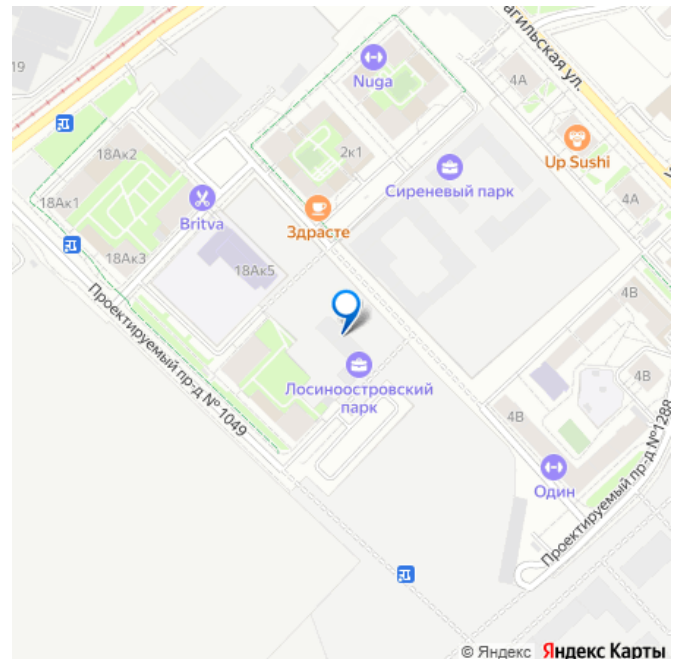 агильская ул.
19
Nuga
4А
18Ак2
2к1
Up Sushi
Сиреневый парк
18Ак1
Britva
Здрасте
4А
18Ак3
18Ак5
4В
Проектируемый пр-д № 1049
Лосиноостровский
парк
4В
4В
Один
Проектируемый пр-д №1288
© Яндекс Яндекс Карты